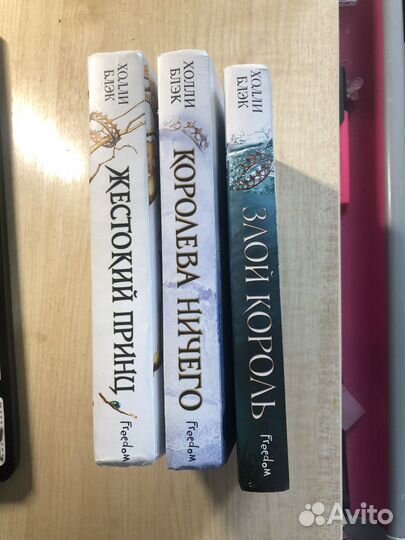 ХОЛЛИ
БЛЭК
ЖЕСТОКИЙ ПРИНЦ
Freedom
ХОЛЛИ
БЛЭК
КОРОЛЕВА НИЧЕГО
Freedom
ХОЛЛИ
БЛЭК
ЗЛОЙ КОРОЛЬ
Freedom
Avito